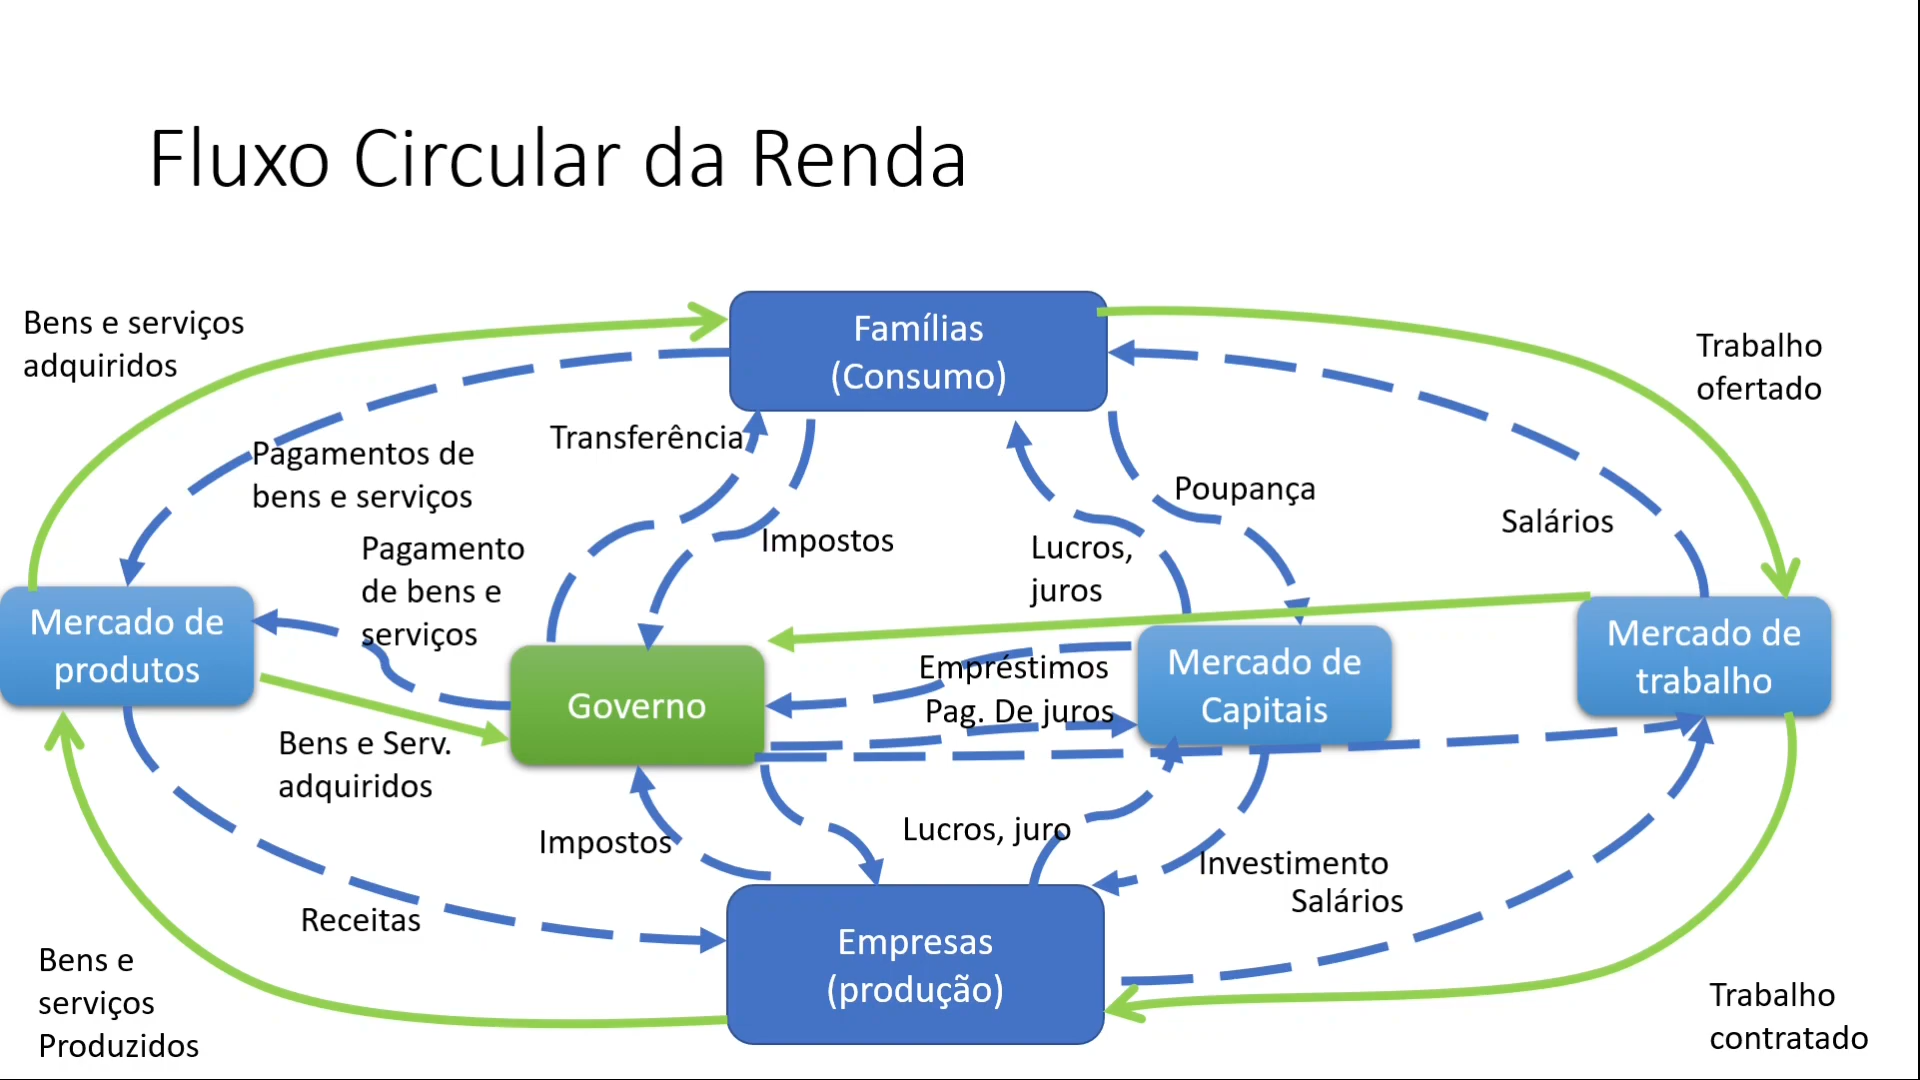 Fluxo Circular da Renda
Bens e serviços
adquiridos
Famílias
(Consumo)
Trabalho
ofertado
Transferência
Pagamentos de
bens e serviços
Poupança
Salários
Impostos
Pagamento
de bens e
serviços
Lucros,
juros
Mercado de
produtos
Governo
Empréstimos
Pag. De juros
Mercado de
Capitais
Mercado de
trabalho
Bens e Serv.
adquiridos
Impostos
Lucros, juro
Investimento
Salários
Receitas
Empresas
(produção)
Bens e
serviços
Produzidos
Trabalho
contratado